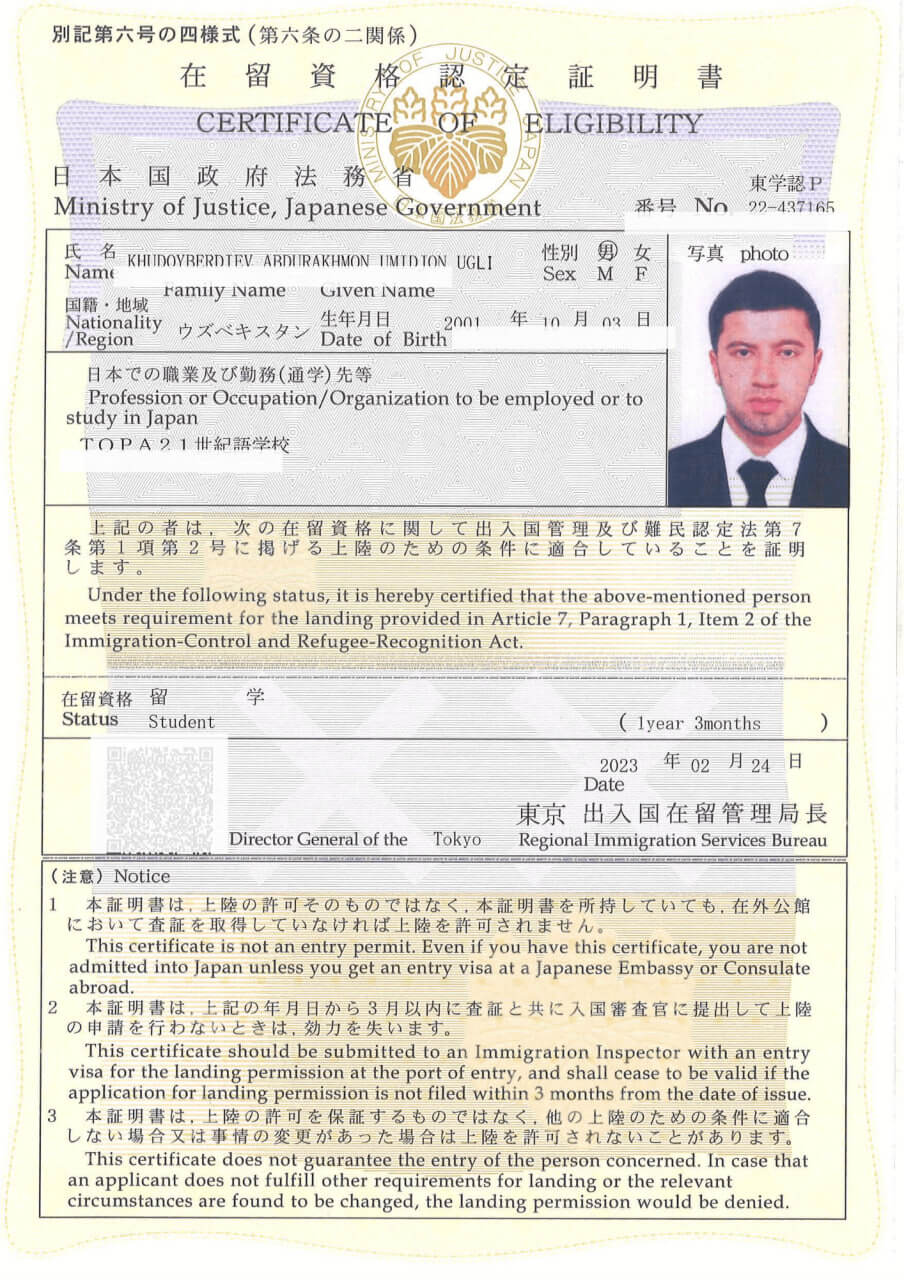 別記第六号の四様式(第六条の二関係)
在留資格認定証明書
MINISTRY OF JUSTICE JAPAN
CERTIFICATE OF ELIGIBILITY
日本国政府法務省
Ministry of Justice, Japanese Government
東学認P
番号 No 22-437165
氏名 KHUDOYBERDIEV ABDURAKHMON UMIDJON UGLI 性別 男 女
Name Sex M F
Family Name Given Name
写真 photo
国籍・地域
Nationality
/Region ウズベキスタン
生年月日 2001 年 10 月 03 日
Date of Birth
日本での職業及び勤務(通学)先等
Profession or Occupation/Organization to be employed or to
study in Japan
TOPA21世紀語学校
上記の者は, 次の在留資格に関して出入国管理及び難民認定法第7
条第1項第2号に掲げる上陸のための条件に適合していることを証明
します。
Under the following status, it is hereby certified that the above-mentioned person
meets requirement for the landing provided in Article 7, Paragraph 1, Item 2 of the
Immigration-Control and Refugee-Recognition Act.
在留資格 留学
Status Student ( 1year 3months )
2023 年 02 月 24 日
Date
東京 出入国在留管理局長
Director General of the Tokyo Regional Immigration Services Bureau
(注意) Notice
1 本証明書は, 上陸の許可そのものではなく, 本証明書を所持していても, 在外公館
において査証を取得していなければ上陸を許可されません。
This certificate is not an entry permit. Even if you have this certificate, you are not
admitted into Japan unless you get an entry visa at a Japanese Embassy or Consulate
abroad.
2 本証明書は, 上記の年月日から3月以内に査証と共に入国審査官に提出して上陸
の申請を行わないときは, 効力を失います。
This certificate should be submitted to an Immigration Inspector with an entry
visa for the landing permission at the port of entry, and shall cease to be valid if the
application for landing permission is not filed within 3 months from the date of issue.
3 本証明書は, 上陸の許可を保証するものではなく, 他の上陸のための条件に適合
しない場合又は事情の変更があった場合は上陸を許可されないことがあります。
This certificate does not guarantee the entry of the person concerned. In case that
an applicant does not fulfill other requirements for landing or the relevant
circumstances are found to be changed, the landing permission would be denied.